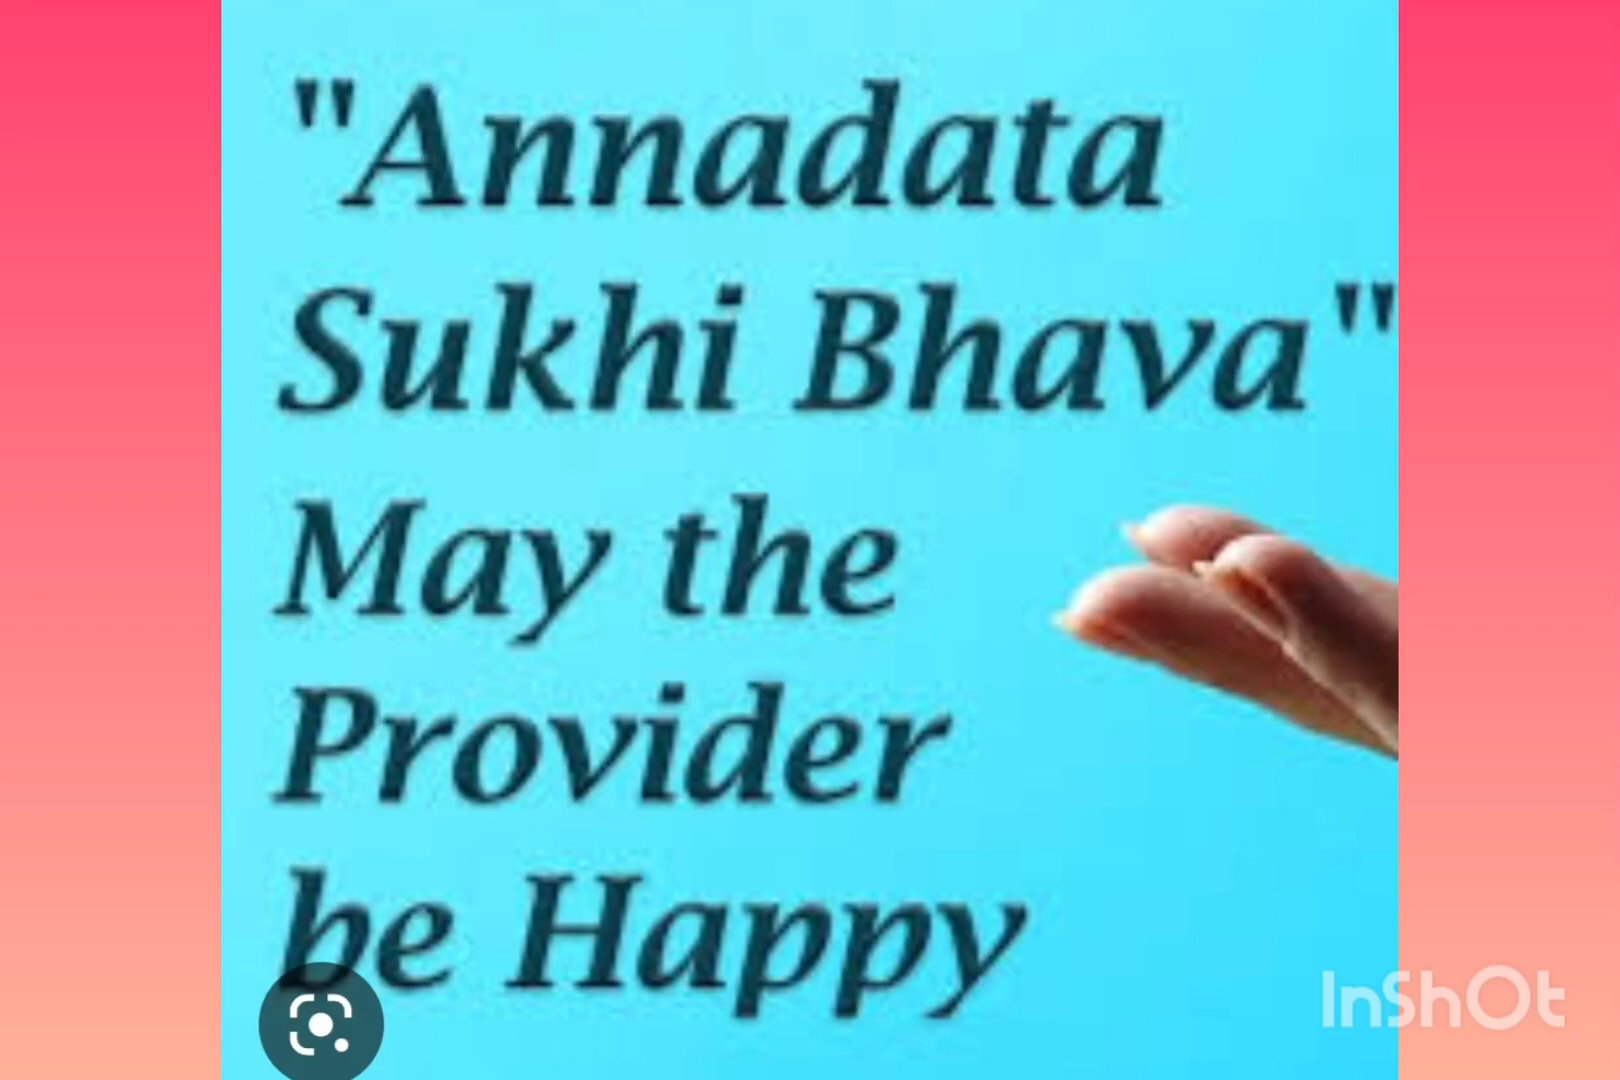 "Annadata
Sukhi Bhava"
May the
Provider
be Happy
InShOt